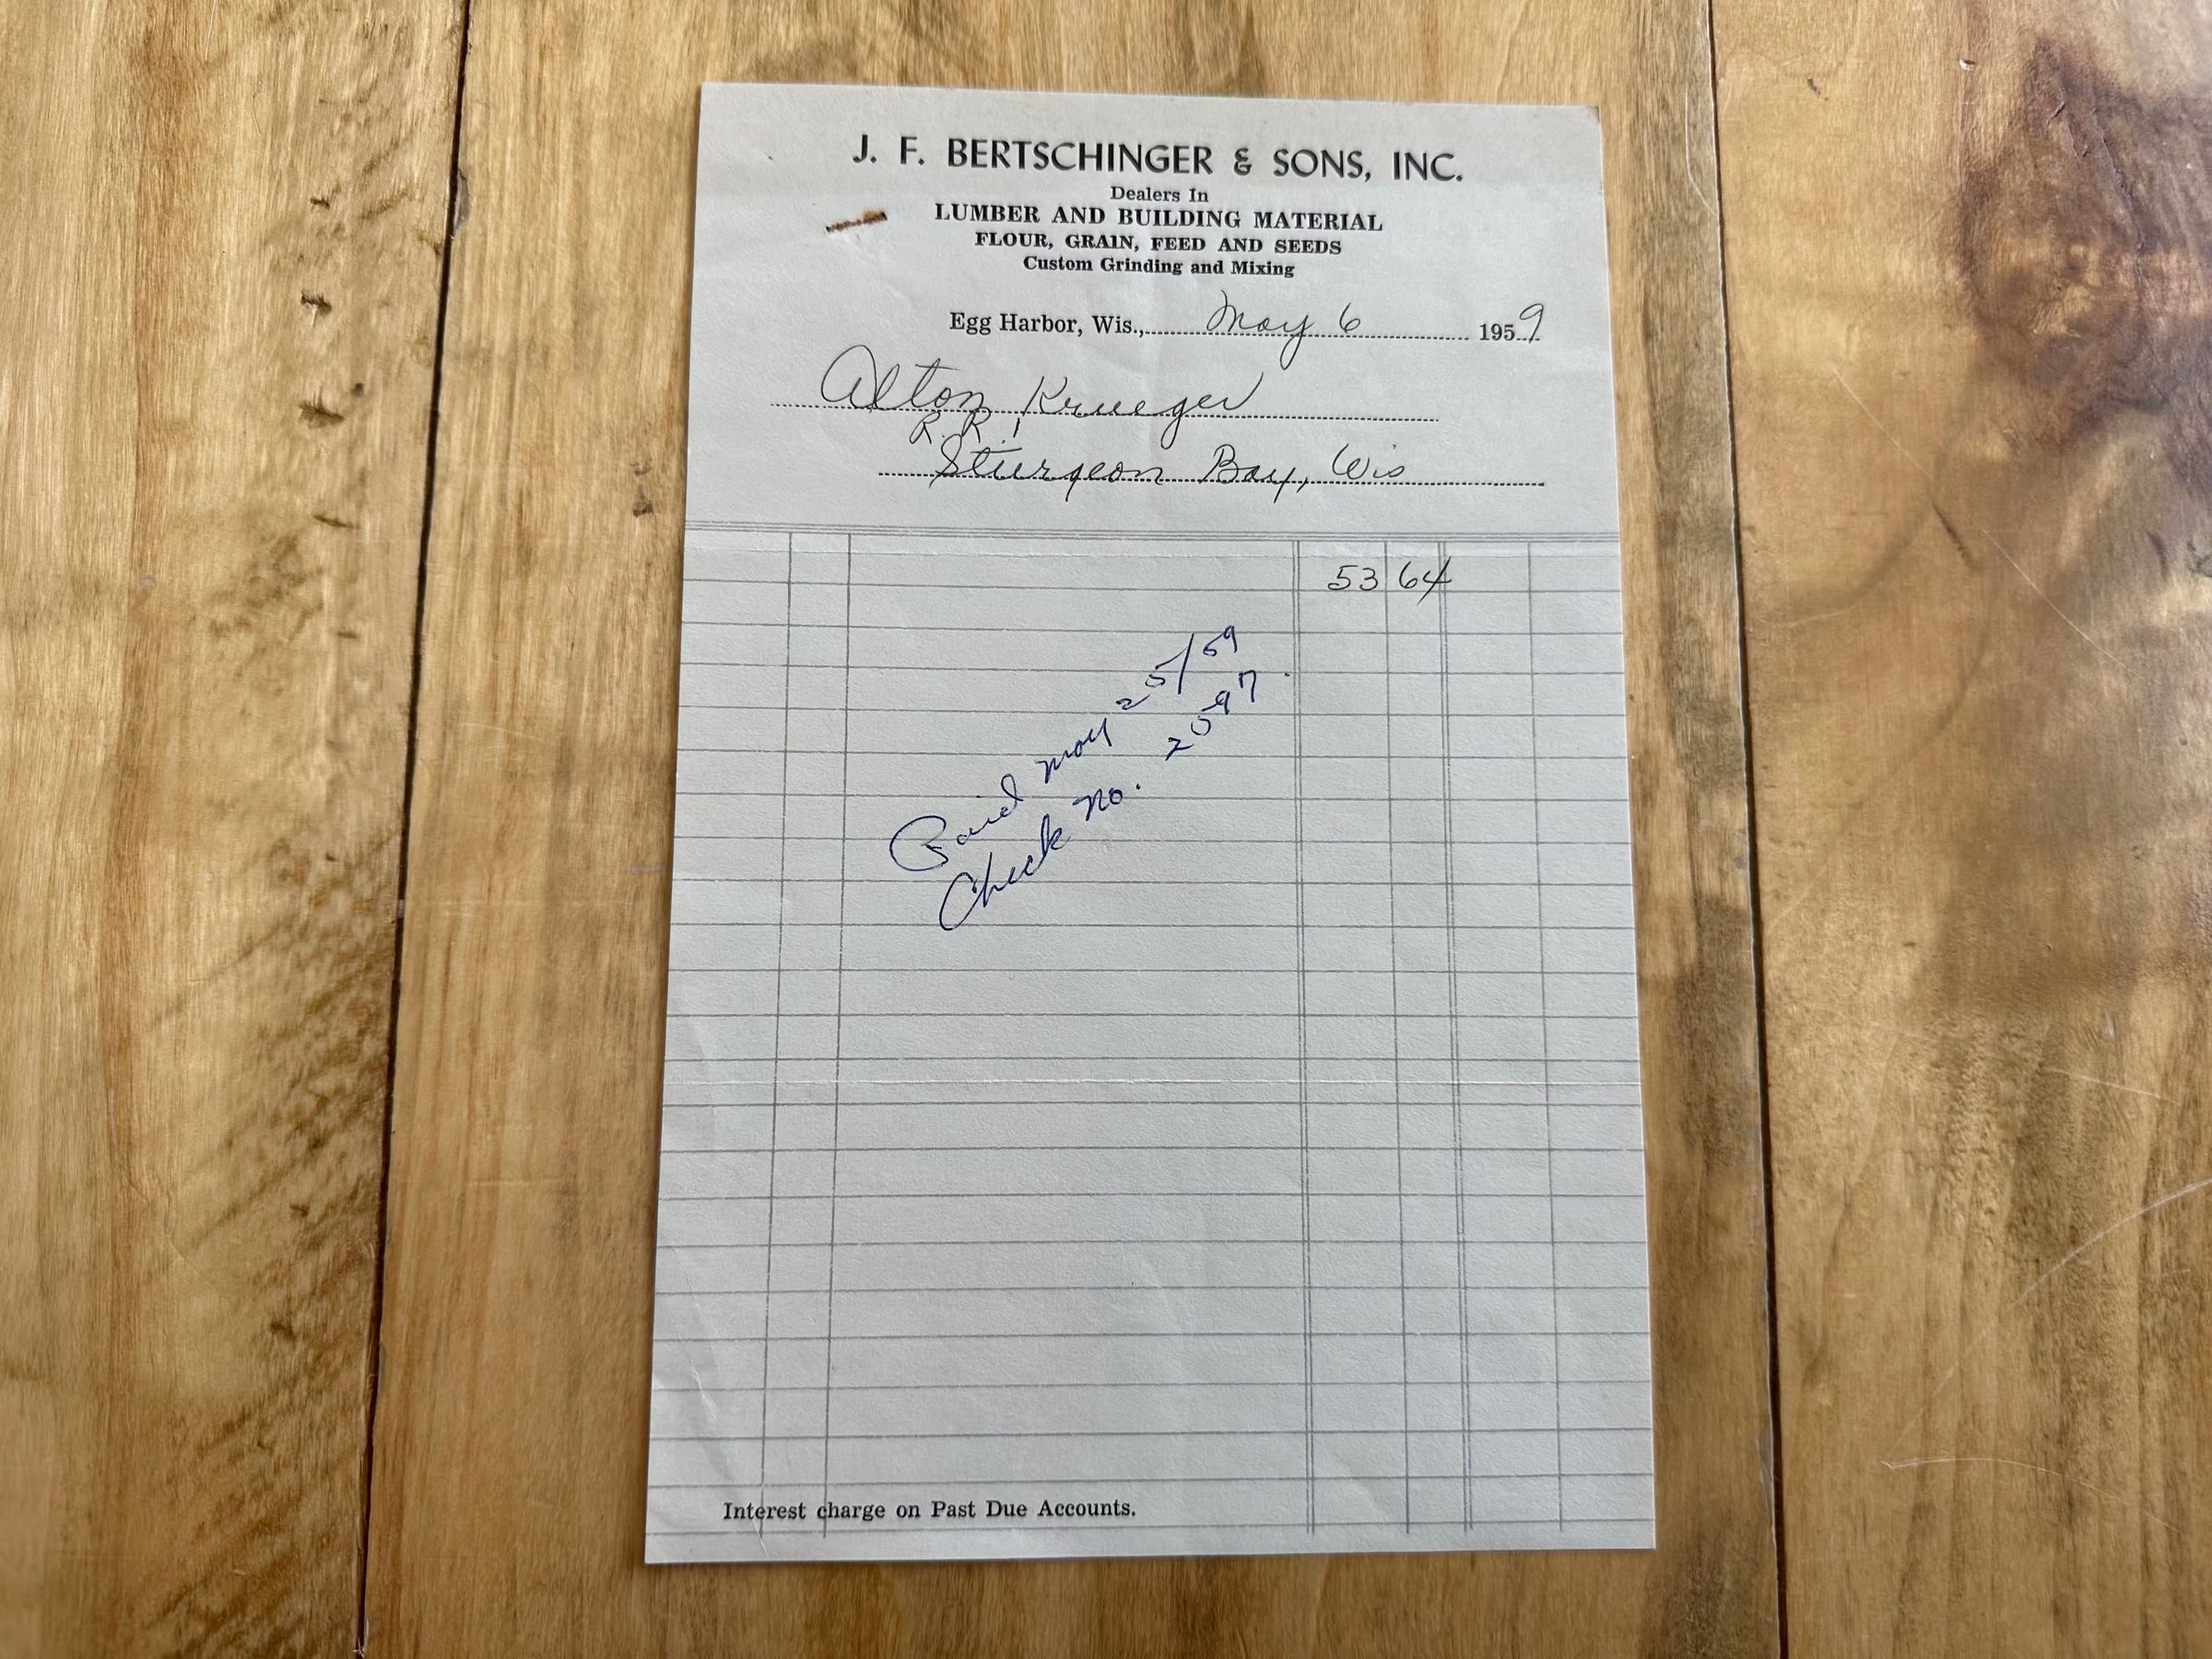 J. F. BERTSCHINGER & SONS, INC.
Dealers In
LUMBER AND BUILDING MATERIAL
FLOUR, GRAIN, FEED AND SEEDS
Custom Grinding and Mixing
Egg Harbor, Wis., May 6 1959
Alton Krueger
R. R. 1
Sturgeon Bay, Wis
53 64
Paid May 25/59
Check no. 2597.
Interest charge on Past Due Accounts.